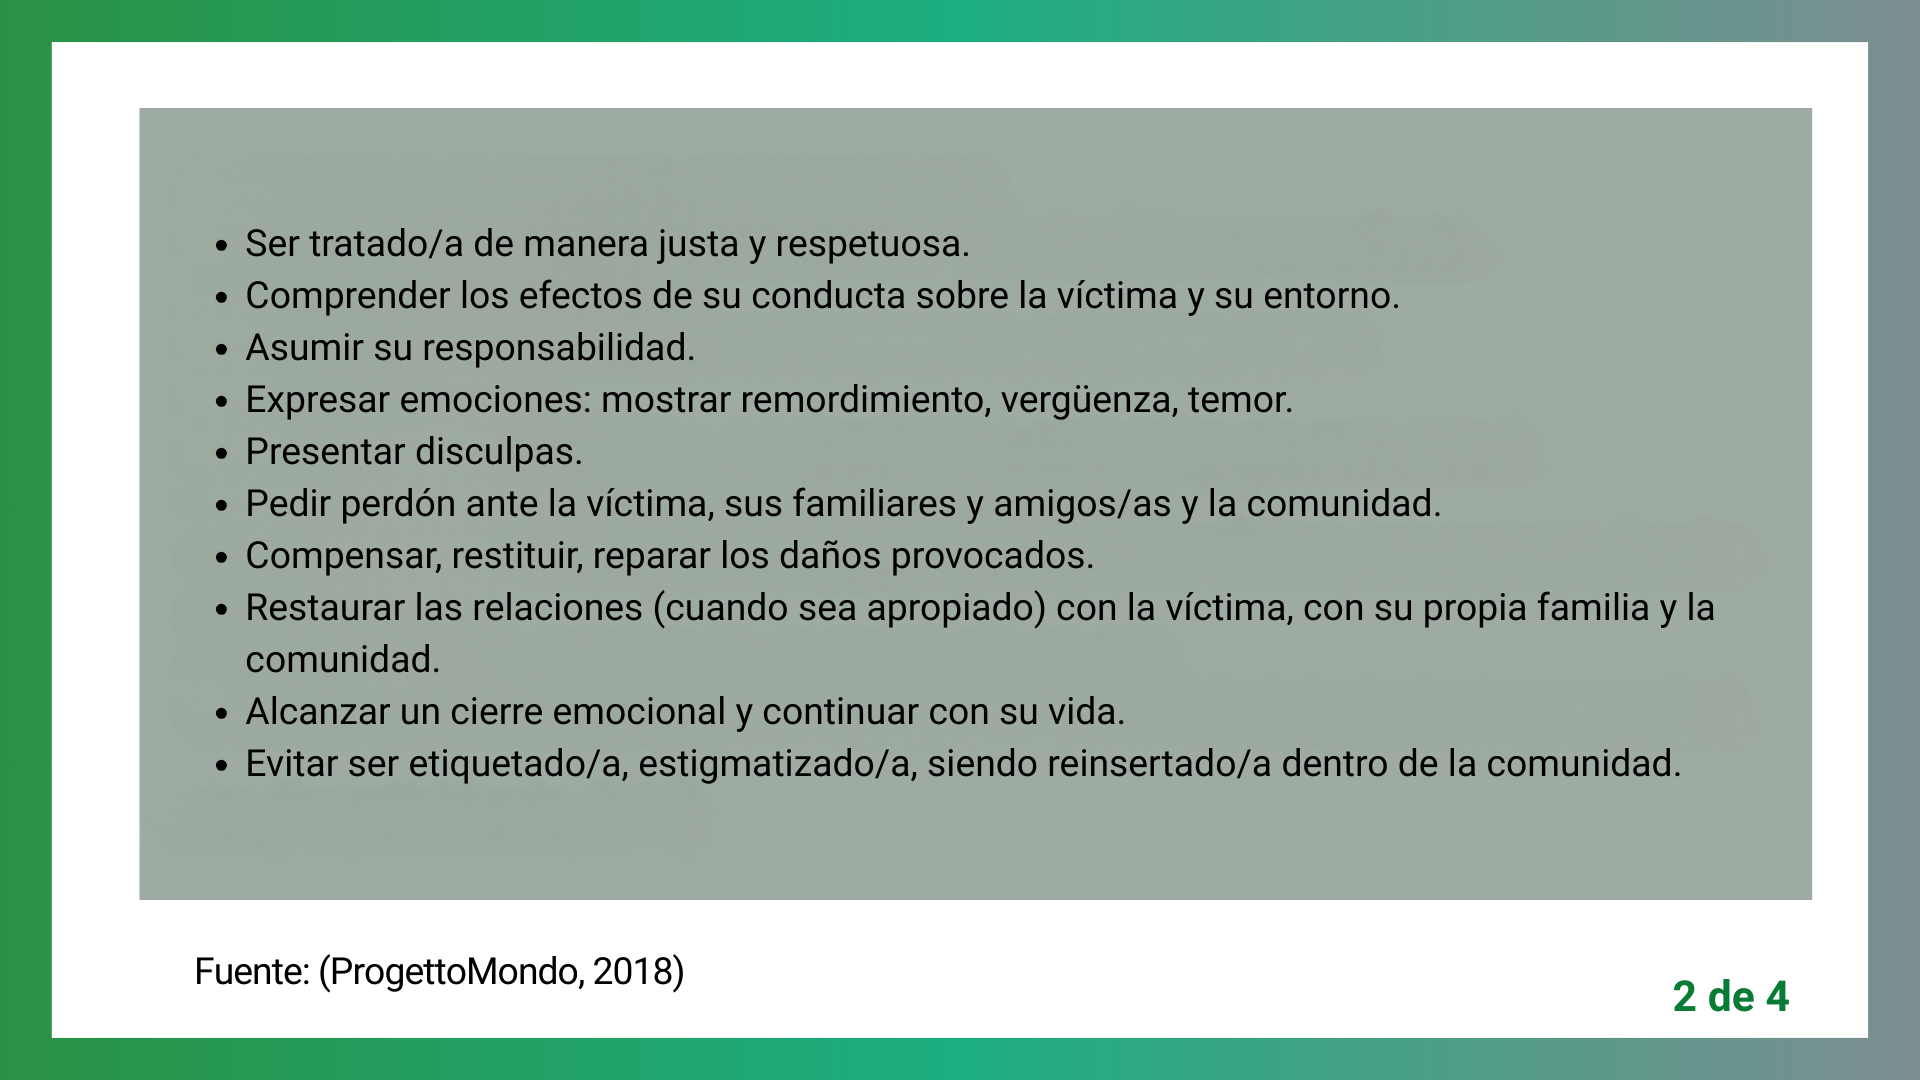 • Ser tratado/a de manera justa y respetuosa.
• Comprender los efectos de su conducta sobre la víctima y su entorno.
• Asumir su responsabilidad.
• Expresar emociones: mostrar remordimiento, vergüenza, temor.
• Presentar disculpas.
• Pedir perdón ante la víctima, sus familiares y amigos/as y la comunidad.
• Compensar, restituir, reparar los daños provocados.
• Restaurar las relaciones (cuando sea apropiado) con la víctima, con su propia familia y la
comunidad.
• Alcanzar un cierre emocional y continuar con su vida.
• Evitar ser etiquetado/a, estigmatizado/a, siendo reinsertado/a dentro de la comunidad.
Fuente: (ProgettoMondo, 2018)
2 de 4